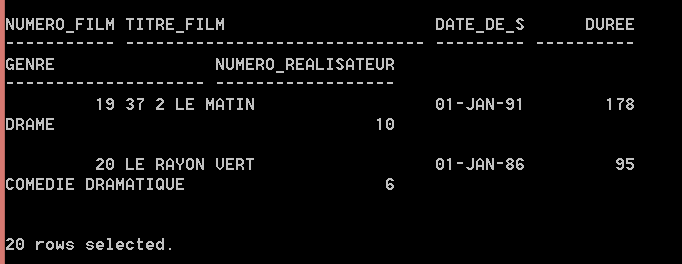 NUMERO_FILM TITRE_FILM                     DATE_DE_S      DUREE
----------- ------------------------------ --------- ----------
GENRE                NUMERO_REALISATEUR
-------------------- ------------------
         19 37 2 LE MATIN                  01-JAN-91        178
DRAME                                10
         20 LE RAYON VERT                  01-JAN-86         95
COMEDIE DRAMATIQUE                    6
20 rows selected.